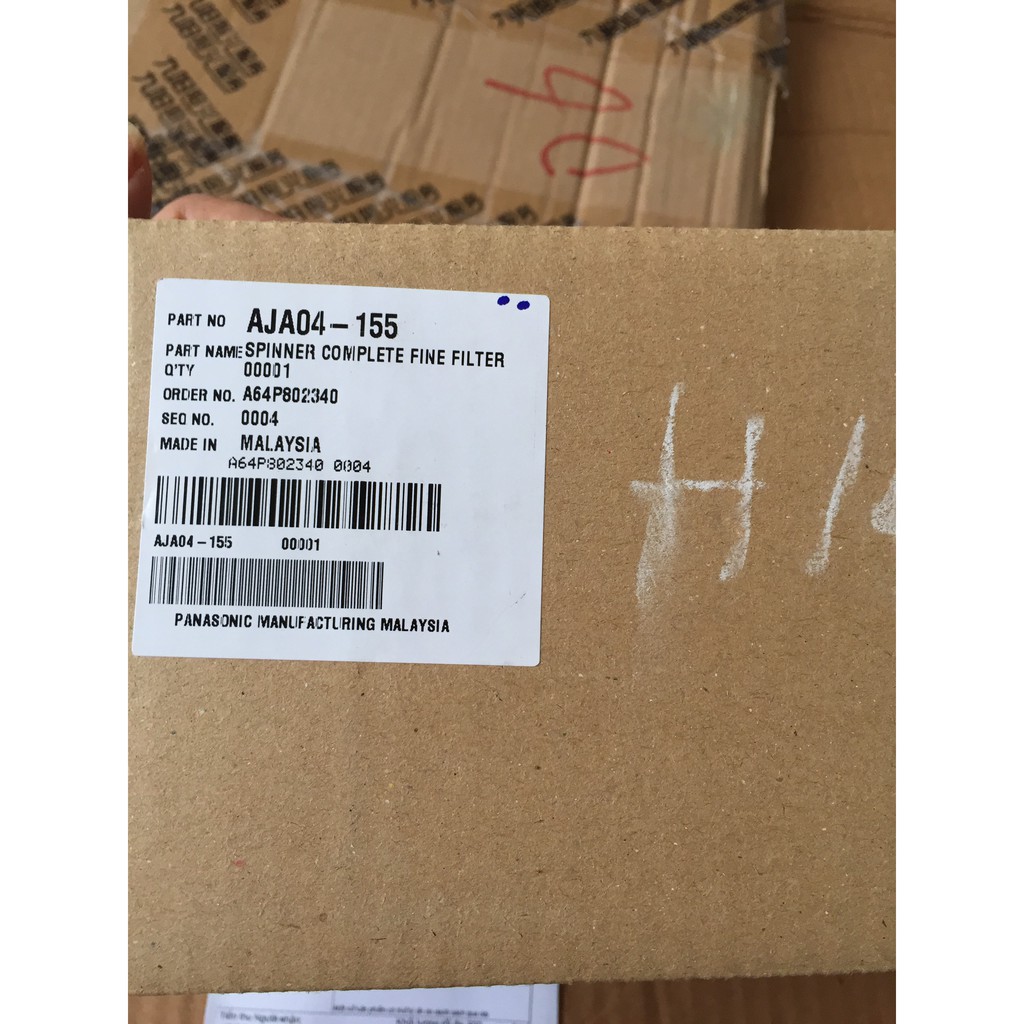 PART NO AJA04-155
PART NAME SPINNER COMPLETE FINE FILTER
Q'TY 00001
ORDER NO. A64P802340
SEQ NO. 0004
MADE IN MALAYSIA
A64P802340 0004
AJA04-155 00001
PANASONIC MANUFACTURING MALAYSIA
H1